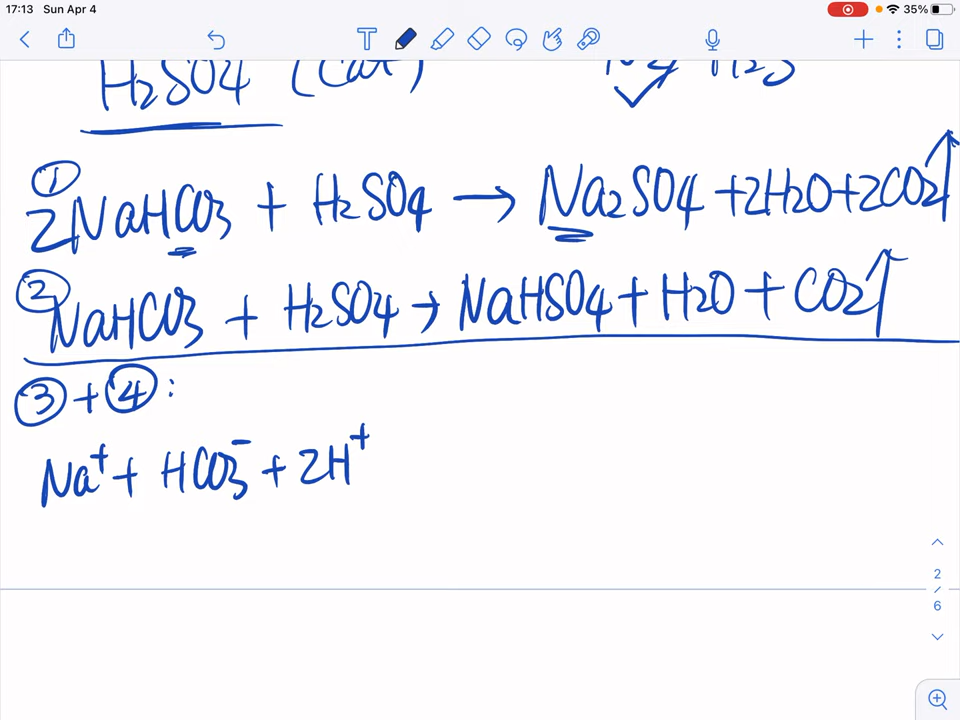 17:13 Sun Apr 4
35%
T
H2SO4
① 2NaHCO3 + H2SO4 → Na2SO4 + 2H2O + 2CO2↑
② NaHCO3 + H2SO4 → NaHSO4 + H2O + CO2↑
③ + ④ :
Na⁺ + HCO3⁻ + 2H⁺
2
/
6